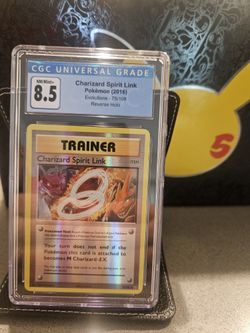 CGC UNIVERSAL GRADE
NM/Mint+
8.5
Charizard Spirit Link
Pokémon (2016)
Evolutions - 75/108
Reverse Holo
TRAINER
Charizard Spirit Link
ITEM
Your turn does not end if the
Pokémon this card is attached to
becomes M Charizard-EX.